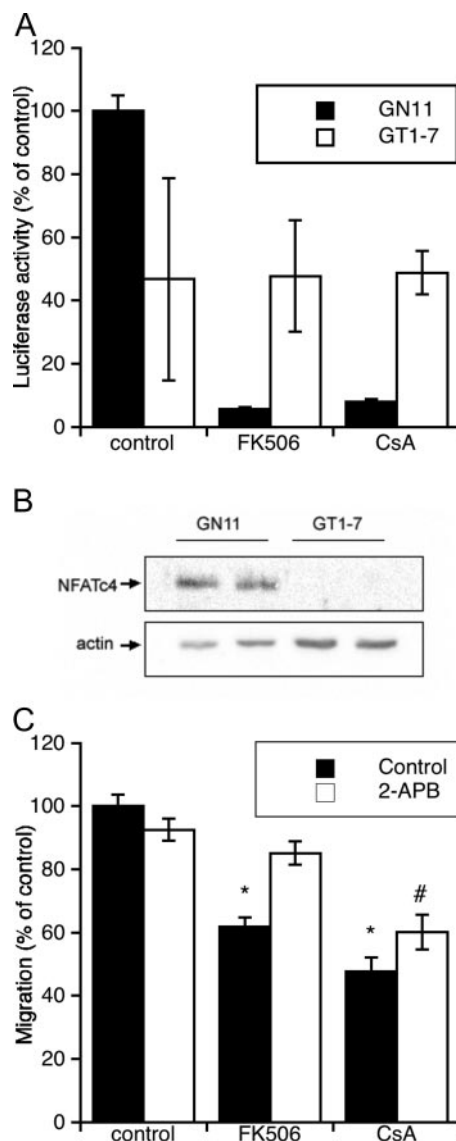 A
120
100
80
60
40
20
0
Luciferase activity (% of control)
GN11
GT1-7
control FK506 CsA
B
GN11 GT1-7
NFATc4
actin
C
120
100
80
60
40
20
0
Migration (% of control)
Control
2-APB
*
*
#
control FK506 CsA